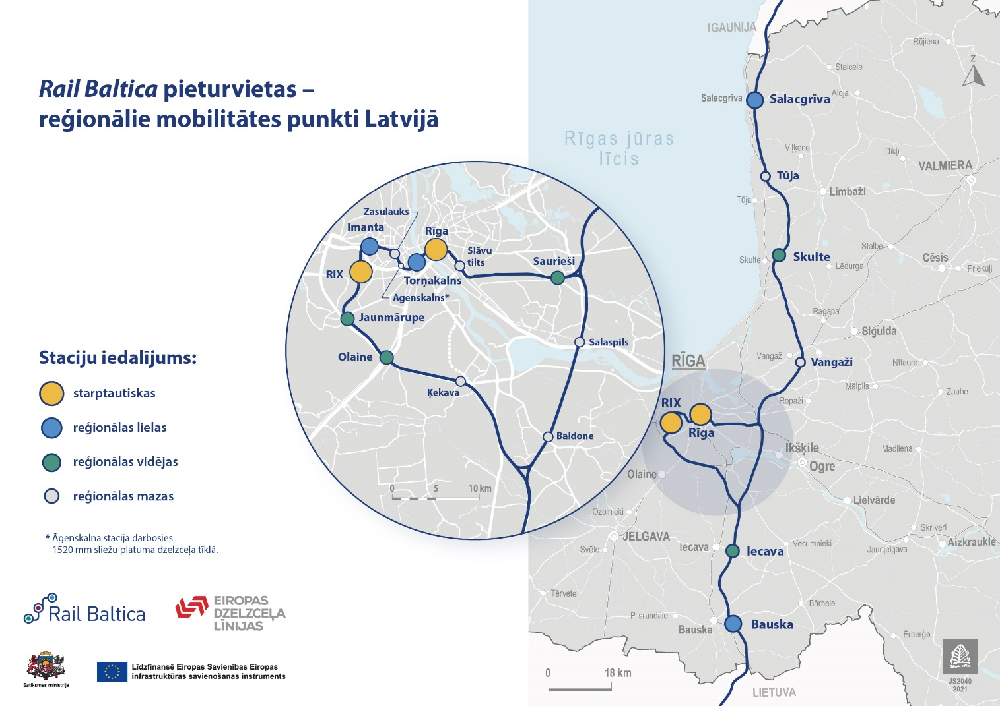 Rail Baltica pieturvietas –
reģionālie mobilitātes punkti Latvijā
Staciju iedalījums:
starptautiskas
reģionālas lielas
reģionālas vidējas
reģionālas mazas
* Āgenskalna stacija darbosies
1520 mm sliežu platuma dzelzceļa tīklā.
Rail Baltica
EIROPAS
DZELZCEĻA
LĪNIJAS
Satiksmes ministrija
Līdzfinansē Eiropas Savienības Eiropas
infrastruktūras savienošanas instruments
Zasulauks
Imanta
Rīga
Slāvu
tilts
Saurieši
RIX
Torņakalns
Āgenskalns*
Jaunmārupe
Olaine
Salaspils
Ķekava
Baldone
0 5 10 km
IGAUNIJA
Rūjiena
Z
Staicele
Salacgrīva
Salacgrīva
Aloja
Rīgas jūras
līcis
Viļķene
Dikļi
VALMIERA
Tūja
Tūja
Limbaži
Stalbe
Skulte
Skulte
Lēdurga
Cēsis
Priekuļi
Ragana
Sigulda
RĪGA
Vangaži
Vangaži
Nītaure
Mālpils
Zaube
Ropaži
RIX
Rīga
Ikšķile
Madliena
Ogre
Olaine
Lielvārde
Ozolnieki
JELGAVA
Skrīveri
Svēte
Iecava
Iecava
Vecumnieki
Jaunjelgava
Aizkraukle
Tērvete
Bārbele
Pilsrundale
Bauska
Bauska
Ērberģe
0 18 km
LIETUVA
Jāņa sēta
JS2040
2021